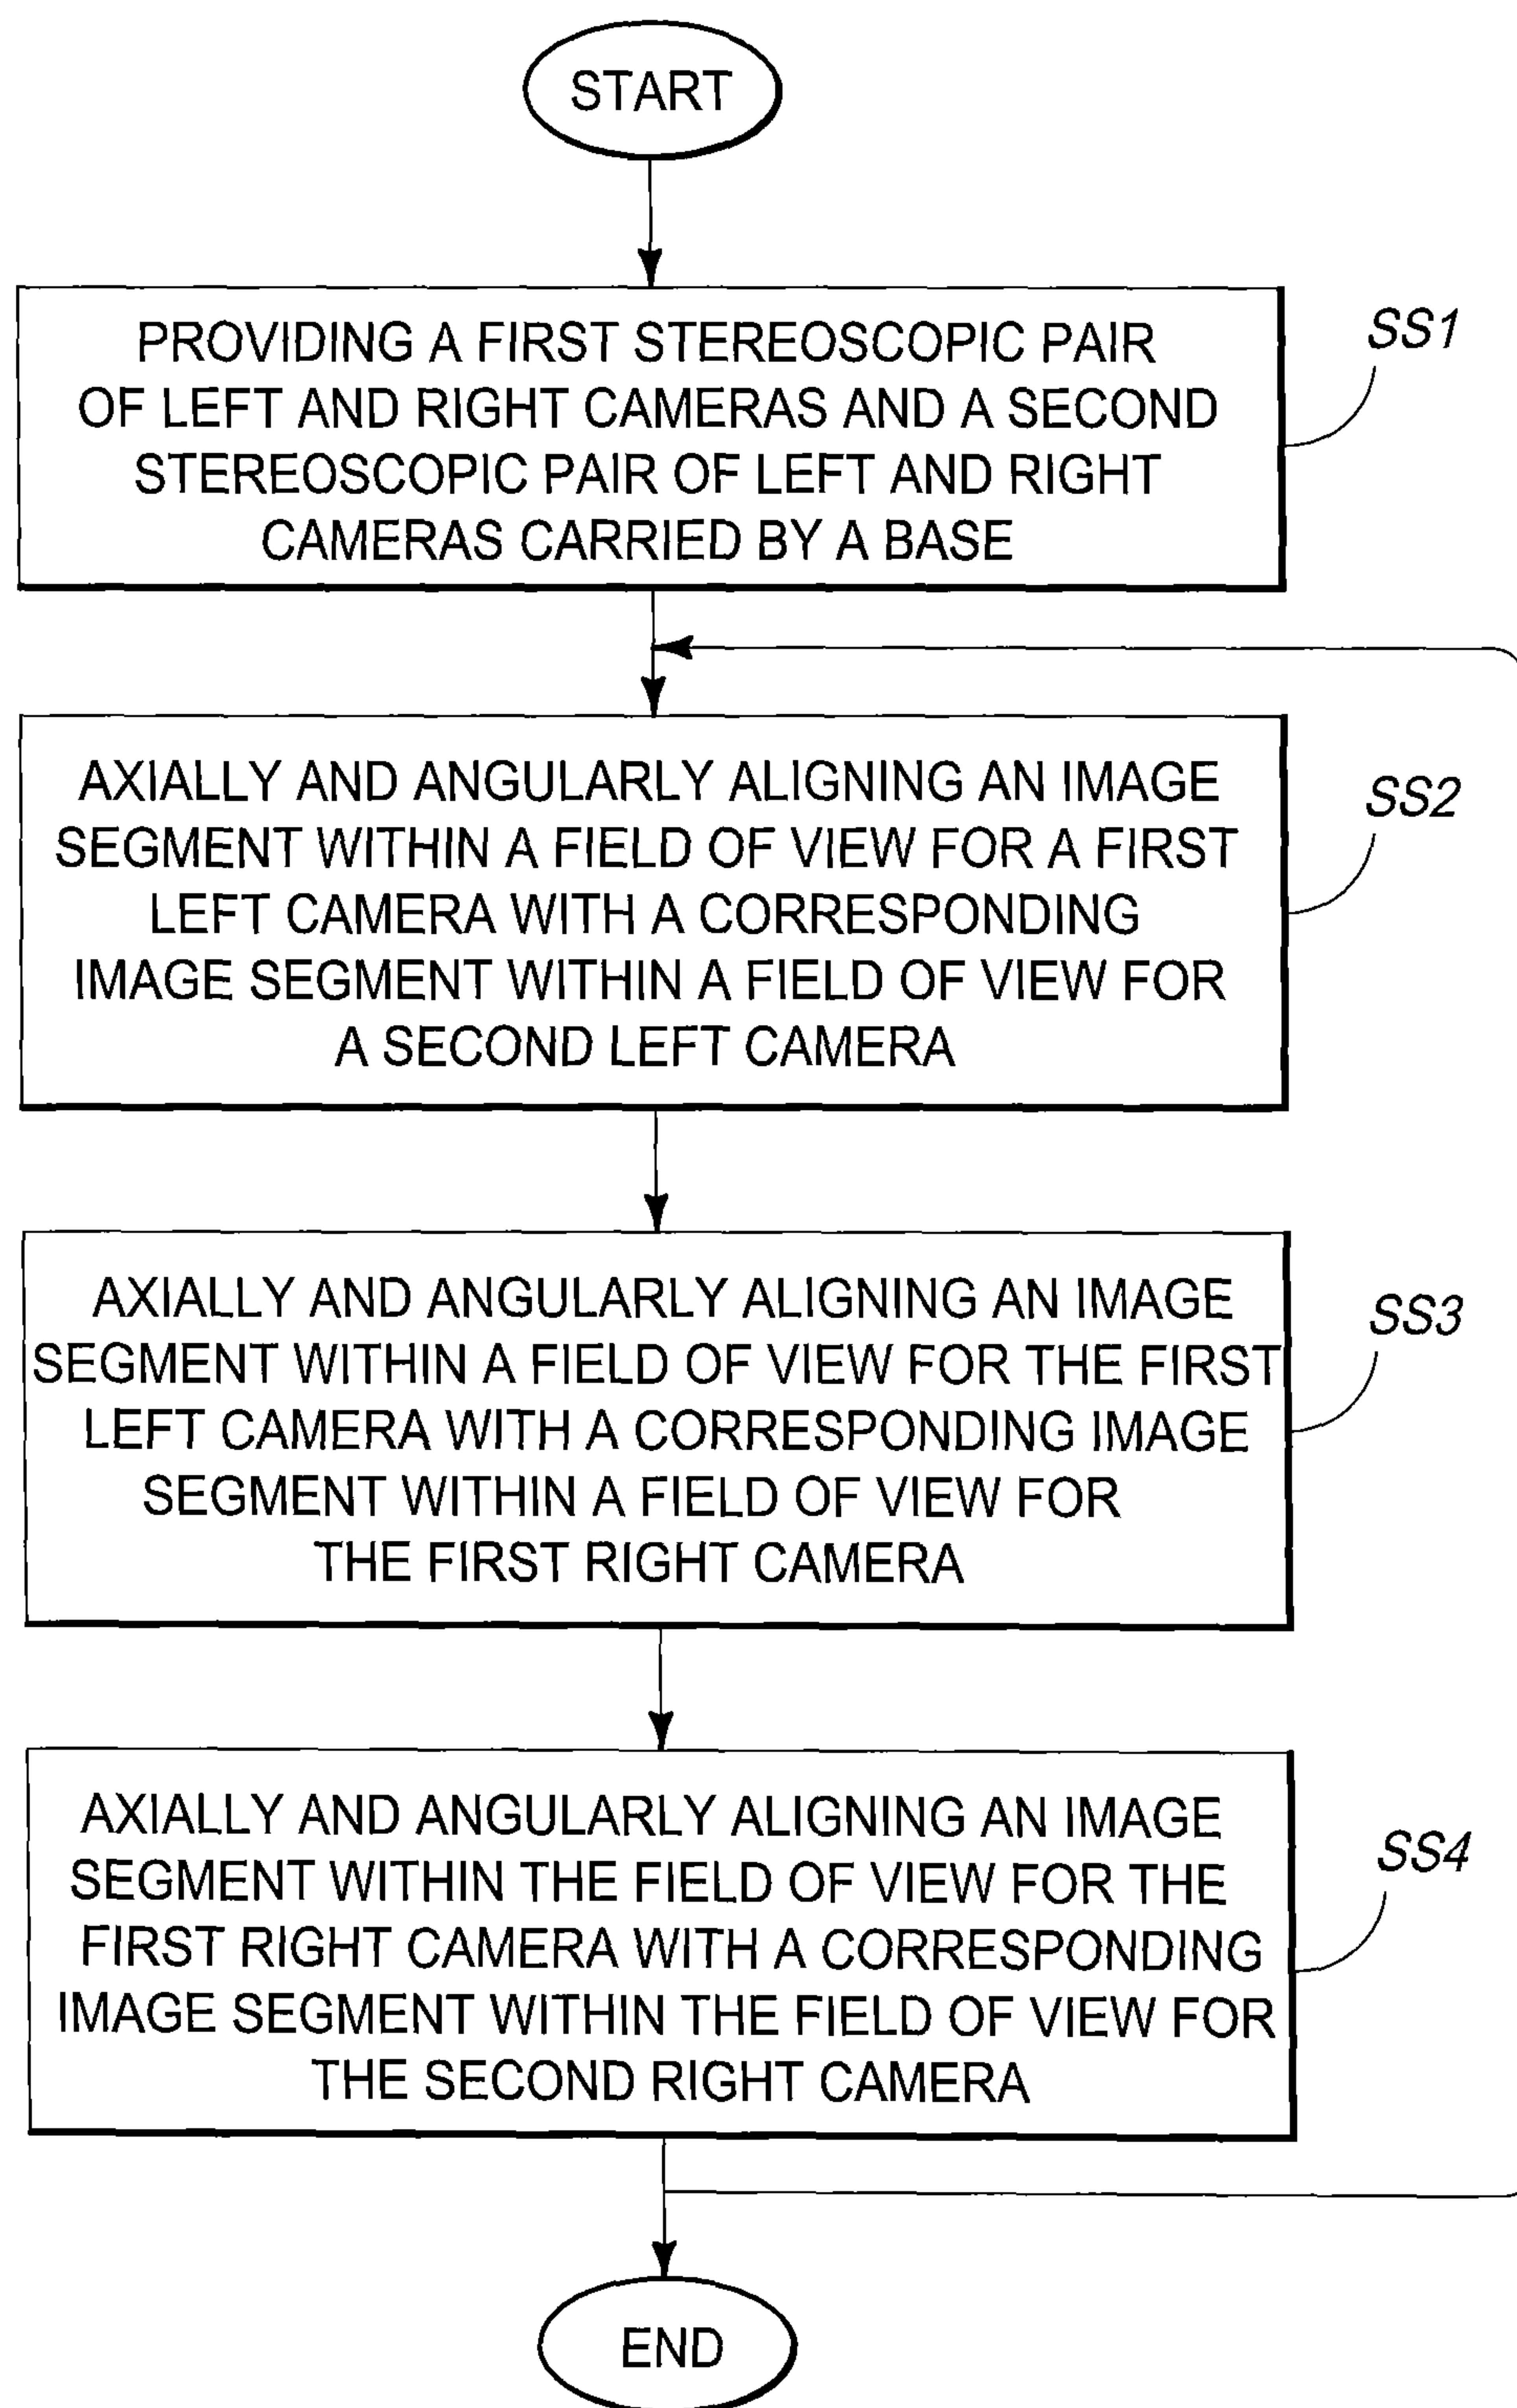 START
PROVIDING A FIRST STEREOSCOPIC PAIR
OF LEFT AND RIGHT CAMERAS AND A SECOND
STEREOSCOPIC PAIR OF LEFT AND RIGHT
CAMERAS CARRIED BY A BASE
SS1
AXIALLY AND ANGULARLY ALIGNING AN IMAGE
SEGMENT WITHIN A FIELD OF VIEW FOR A FIRST
LEFT CAMERA WITH A CORRESPONDING
IMAGE SEGMENT WITHIN A FIELD OF VIEW FOR
A SECOND LEFT CAMERA
SS2
AXIALLY AND ANGULARLY ALIGNING AN IMAGE
SEGMENT WITHIN A FIELD OF VIEW FOR THE FIRST
LEFT CAMERA WITH A CORRESPONDING IMAGE
SEGMENT WITHIN A FIELD OF VIEW FOR
THE FIRST RIGHT CAMERA
SS3
AXIALLY AND ANGULARLY ALIGNING AN IMAGE
SEGMENT WITHIN THE FIELD OF VIEW FOR THE
FIRST RIGHT CAMERA WITH A CORRESPONDING
IMAGE SEGMENT WITHIN THE FIELD OF VIEW FOR
THE SECOND RIGHT CAMERA
SS4
END